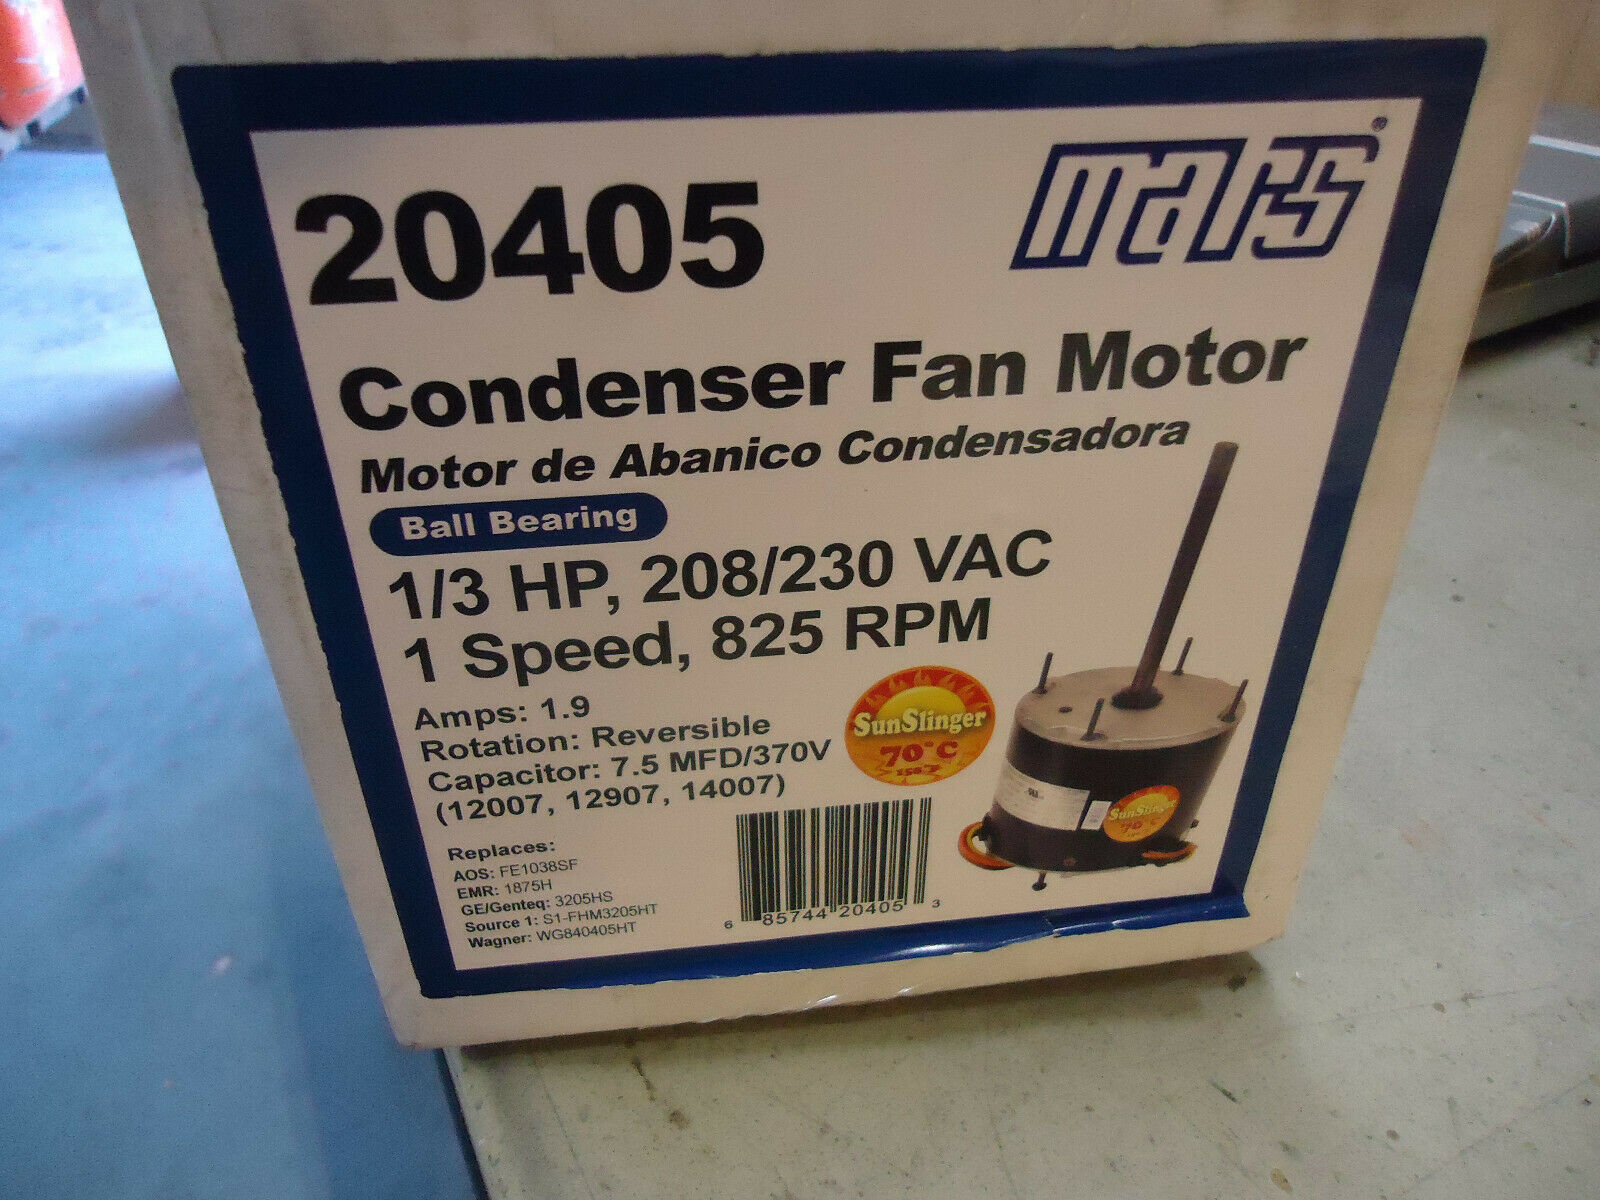 20405
mars®
Condenser Fan Motor
Motor de Abanico Condensadora
Ball Bearing
1/3 HP, 208/230 VAC
1 Speed, 825 RPM
Amps: 1.9
Rotation: Reversible
Capacitor: 7.5 MFD/370V
(12007, 12907, 14007)
SunSlinger
70°C
Replaces:
AOS: FE1038SF
EMR: 1875H
GE/Genteq: 3205HS
Source 1: S1-FHM3205HT
Wagner: WG840405HT
6 85744 20405 3
SunSlinger
70°C